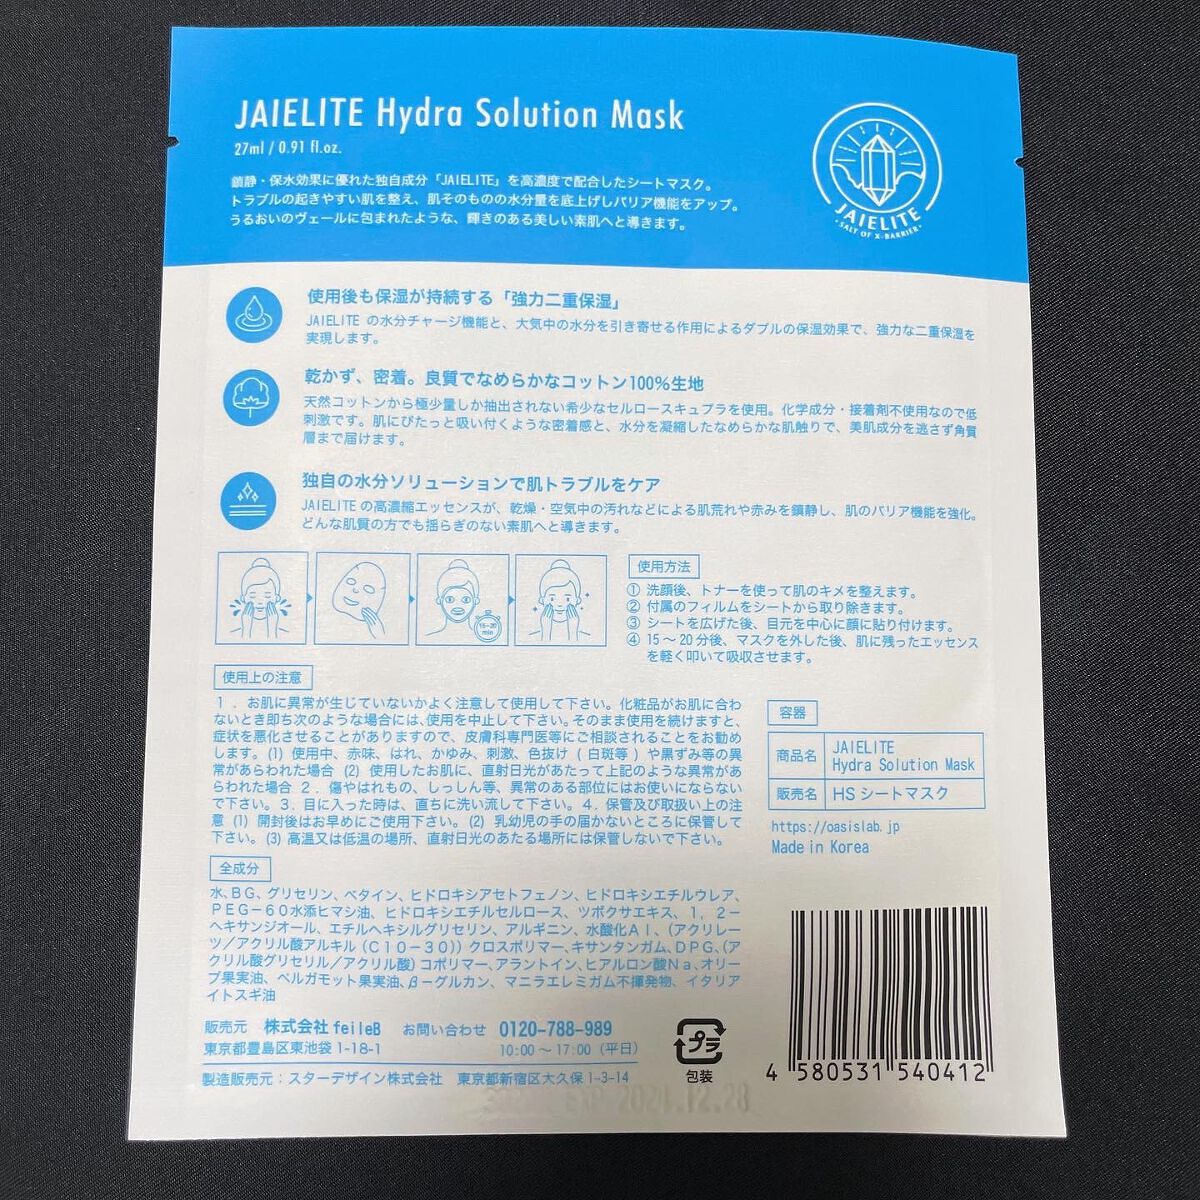 JAIELITE Hydra Solution Mask
27ml / 0.91 fl.oz.
鎮静・保水効果に優れた独自成分「JAIELITE」を高濃度で配合したシートマスク。
トラブルの起きやすい肌を整え、肌そのものの水分量を底上げしバリア機能をアップ。
うるおいのヴェールに包まれたような、輝きのある美しい素肌へと導きます。
JAIELITE
・SALT OF X-BARRIER・
使用後も保湿が持続する「強力二重保湿」
JAIELITE の水分チャージ機能と、大気中の水分を引き寄せる作用によるダブルの保湿効果で、強力な二重保湿を
実現します。
乾かず、密着。良質でなめらかなコットン100%生地
天然コットンから極少量しか抽出されない希少なセルロースキュプラを使用。化学成分・接着剤不使用なので低
刺激です。肌にぴたっと吸い付くような密着感と、水分を凝縮したなめらかな肌触りで、美肌成分を逃さず角質
層まで届けます。
独自の水分ソリューションで肌トラブルをケア
JAIELITE の高濃縮エッセンスが、乾燥・空気中の汚れなどによる肌荒れや赤みを鎮静し、肌のバリア機能を強化。
どんな肌質の方でも揺らぎのない素肌へと導きます。
15-20
min
使用方法
① 洗顔後、トナーを使って肌のキメを整えます。
② 付属のフィルムをシートから取り除きます。
③ シートを広げた後、目元を中心に顔に貼り付けます。
④ 15～20分後、マスクを外した後、肌に残ったエッセンス
を軽く叩いて吸収させます。
使用上の注意
1．お肌に異常が生じていないかよく注意して使用して下さい。化粧品がお肌に合わ
ないとき即ち次のような場合には、使用を中止して下さい。そのまま使用を続けますと、
症状を悪化させることがありますので、皮膚科専門医等にご相談されることをお勧め
します。(1) 使用中、赤味、はれ、かゆみ、刺激、色抜け (白斑等) や黒ずみ等の異
常があらわれた場合 (2) 使用したお肌に、直射日光があたって上記のような異常があ
らわれた場合 2．傷やはれもの、しっしん等、異常のある部位にはお使いにならない
で下さい。3．目に入った時は、直ちに洗い流して下さい。4．保管及び取扱い上の注
意 (1) 開封後はお早めにご使用下さい。(2) 乳幼児の手の届かないところに保管して
下さい。(3) 高温又は低温の場所、直射日光のあたる場所には保管しないで下さい。
容器
商品名 JAIELITE
Hydra Solution Mask
販売名 HS シートマスク
https://oasislab.jp
Made in Korea
全成分
水、BG、グリセリン、ベタイン、ヒドロキシアセトフェノン、ヒドロキシエチルウレア、
PEG－60水添ヒマシ油、ヒドロキシエチルセルロース、ツボクサエキス、1，2－
ヘキサンジオール、エチルヘキシルグリセリン、アルギニン、水酸化Al、(アクリレー
ツ／アクリル酸アルキル (C10－30)) クロスポリマー、キサンタンガム、DPG、(ア
クリル酸グリセリル／アクリル酸) コポリマー、アラントイン、ヒアルロン酸Na、オリー
ブ果実油、ベルガモット果実油、β－グルカン、マニラエレミガム不揮発物、イタリア
イトスギ油
販売元 株式会社 feileB お問い合わせ 0120-788-989
東京都豊島区東池袋 1-18-1 10:00～17:00 (平日)
製造販売元：スターデザイン株式会社 東京都新宿区大久保 1-3-14
プラ
包装
4 580531 540412
EXP 2024.12.28